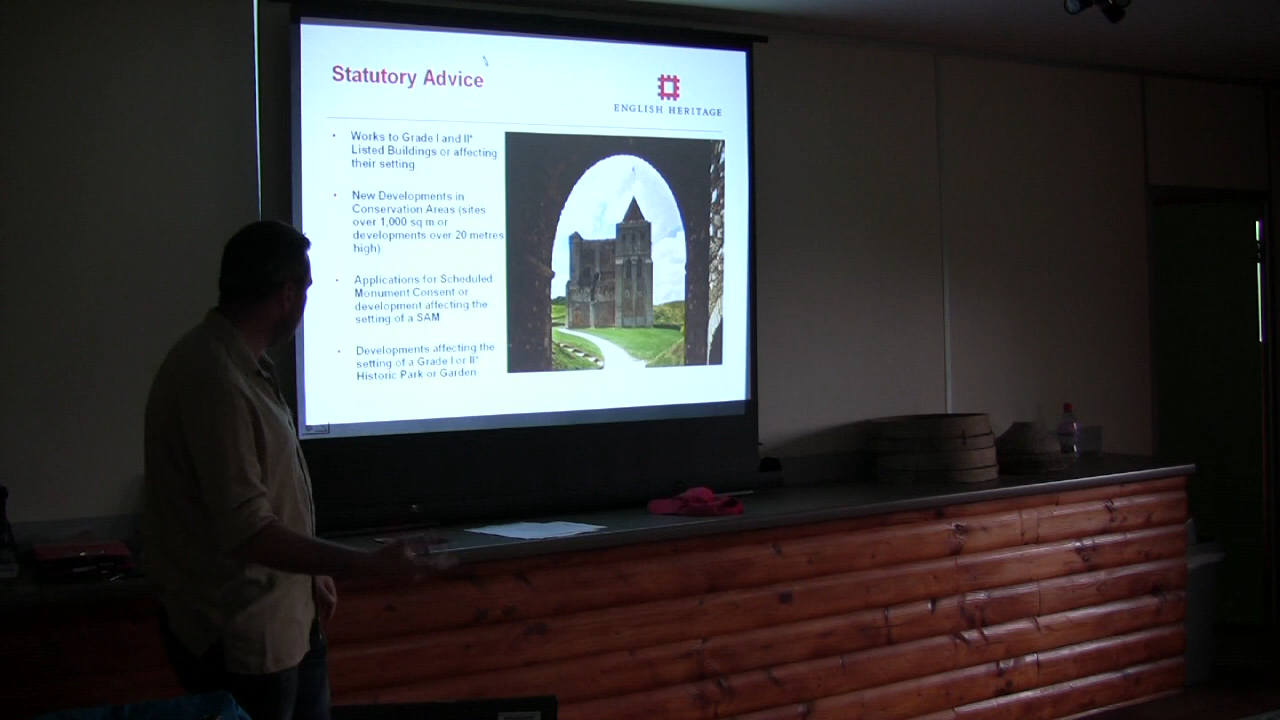 Statutory Advice
ENGLISH HERITAGE
• Works to Grade I and II*
Listed Buildings or affecting
their setting
• New Developments in
Conservation Areas (sites
over 1,000 sq m or
developments over 20 metres
high)
• Applications for Scheduled
Monument Consent or
development affecting the
setting of a SAM
• Developments affecting the
setting of a Grade I or II*
Historic Park or Garden